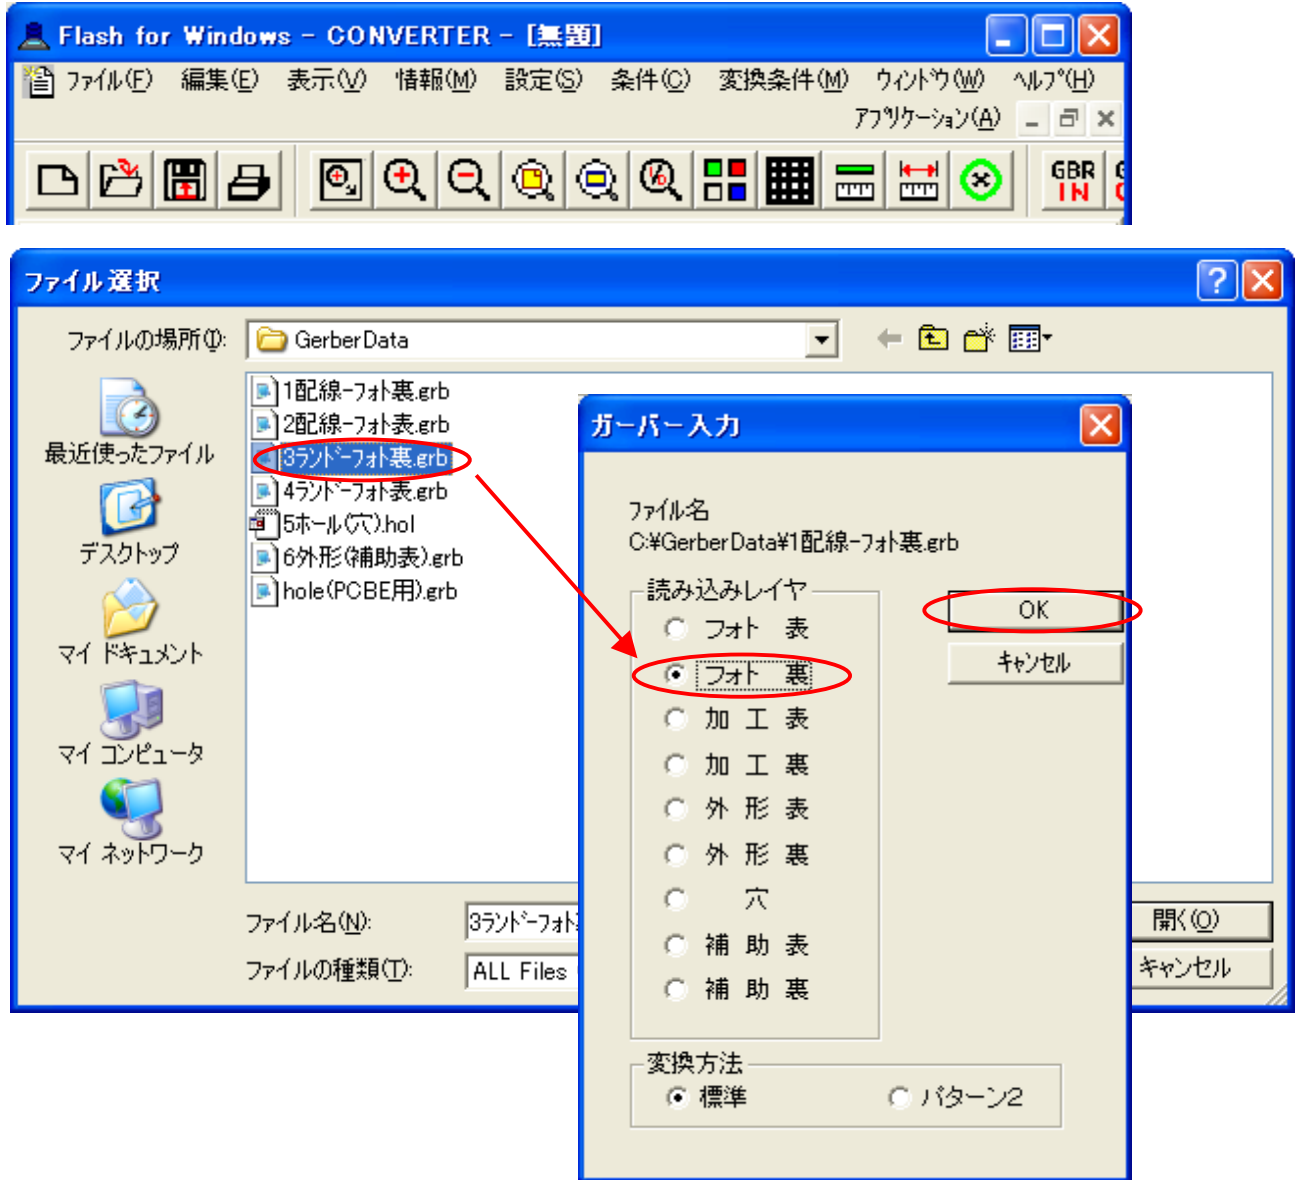 Flash for Windows - CONVERTER - [無題]
ファイル(F) 編集(E) 表示(V) 情報(M) 設定(S) 条件(C) 変換条件(M) ウィンドウ(W) ヘルプ(H)
アプリケーション(A)
GBR
IN
ファイル選択
ファイルの場所(I):
GerberData
最近使ったファイル
デスクトップ
マイ ドキュメント
マイ コンピュータ
マイ ネットワーク
1配線-フォト裏.grb
2配線-フォト表.grb
3ランド-フォト裏.grb
4ランド-フォト表.grb
5ホール(穴).hol
6外形(補助表).grb
hole(PCBE用).grb
ファイル名(N):
3ランド-フォト
ファイルの種類(T):
ALL Files
開く(O)
キャンセル
ガーバー入力
ファイル名
C:¥GerberData¥1配線-フォト裏.grb
読み込みレイヤ
フォト 表
フォト 裏
加 工 表
加 工 裏
外 形 表
外 形 裏
穴
補 助 表
補 助 裏
OK
キャンセル
変換方法
標準
パターン2